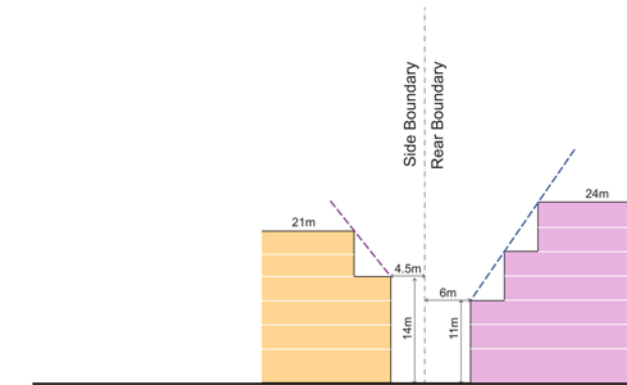 Side Boundary
Rear Boundary
21m
24m
4.5m
6m
14m
11m